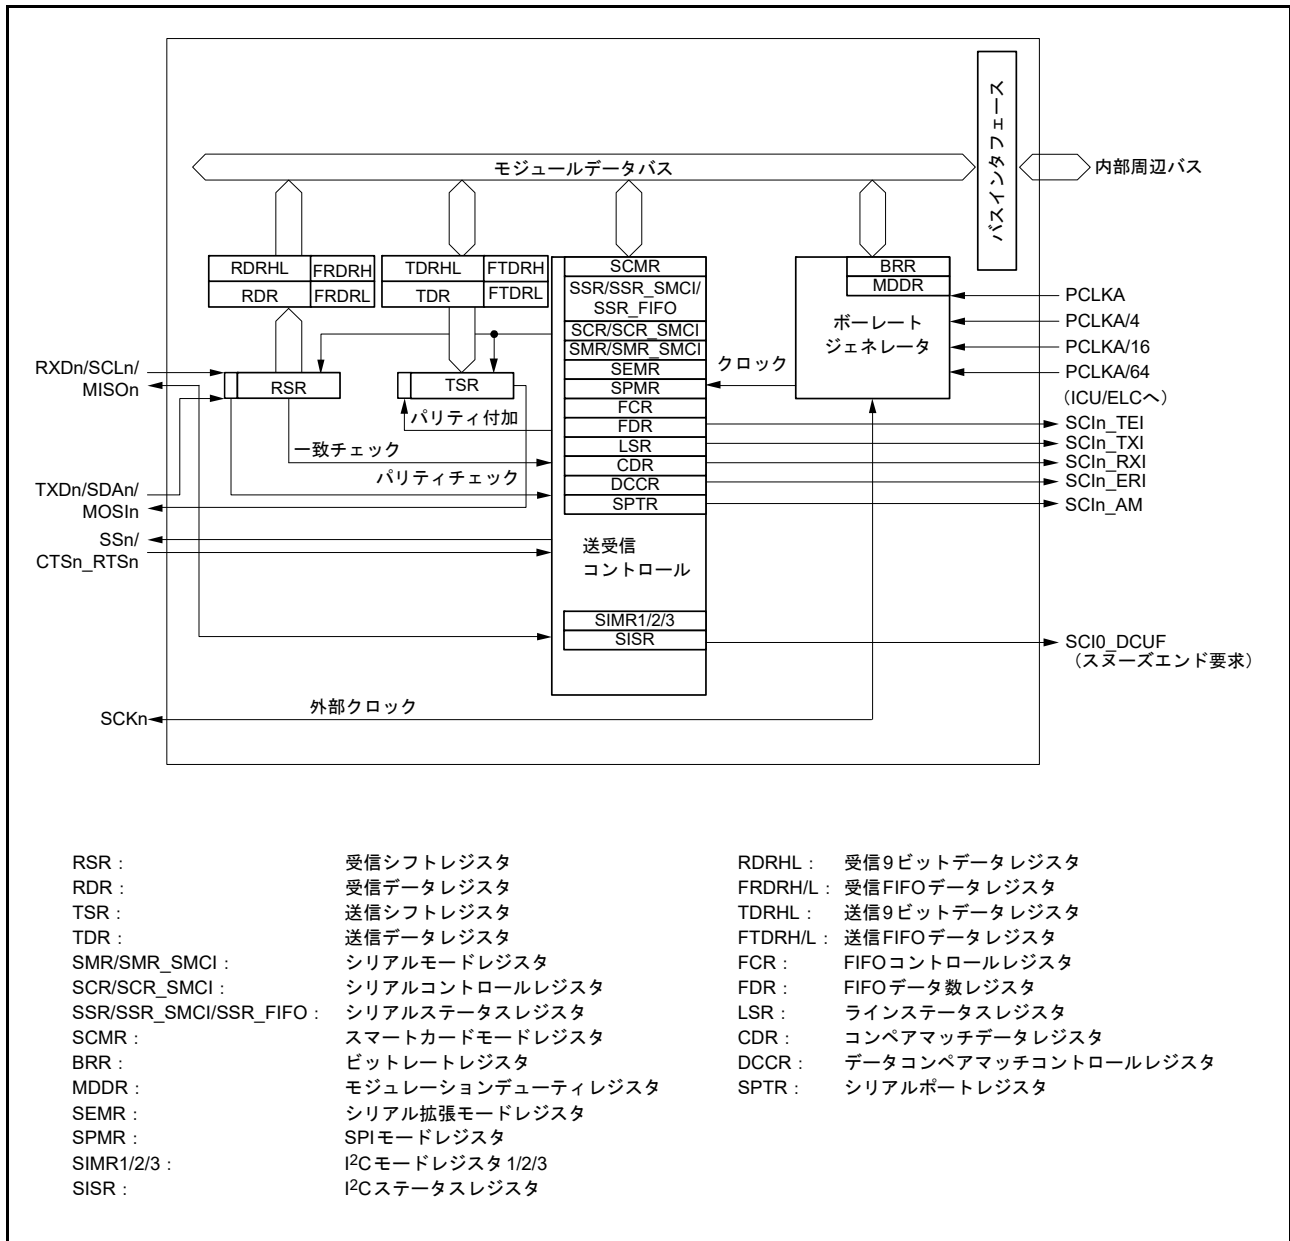 バスインタフェース
モジュールデータバス
内部周辺バス
RDRHL
FRDRH
RDR
FRDRL
TDRHL
FTDRH
TDR
FTDRL
SCMR
SSR/SSR_SMCI/
SSR_FIFO
SCR/SCR_SMCI
SMR/SMR_SMCI
SEMR
SPMR
FCR
FDR
LSR
CDR
DCCR
SPTR
送受信
コントロール
SIMR1/2/3
SISR
BRR
MDDR
ボーレート
ジェネレータ
クロック
PCLKA
PCLKA/4
PCLKA/16
PCLKA/64
(ICU/ELCへ)
SCIn_TEI
SCIn_TXI
SCIn_RXI
SCIn_ERI
SCIn_AM
SCI0_DCUF
(スヌーズエンド要求)
RXDn/SCLn/
MISOn
RSR
TSR
パリティ付加
一致チェック
パリティチェック
TXDn/SDAn/
MOSIn
SSn/
CTSn_RTSn
SCKn
外部クロック
RSR : 受信シフトレジスタ
RDR : 受信データレジスタ
TSR : 送信シフトレジスタ
TDR : 送信データレジスタ
SMR/SMR_SMCI : シリアルモードレジスタ
SCR/SCR_SMCI : シリアルコントロールレジスタ
SSR/SSR_SMCI/SSR_FIFO : シリアルステータスレジスタ
SCMR : スマートカードモードレジスタ
BRR : ビットレートレジスタ
MDDR : モジュレーションデューティレジスタ
SEMR : シリアル拡張モードレジスタ
SPMR : SPIモードレジスタ
SIMR1/2/3 : I²Cモードレジスタ1/2/3
SISR : I²Cステータスレジスタ
RDRHL : 受信9ビットデータレジスタ
FRDRH/L : 受信FIFOデータレジスタ
TDRHL : 送信9ビットデータレジスタ
FTDRH/L : 送信FIFOデータレジスタ
FCR : FIFOコントロールレジスタ
FDR : FIFOデータ数レジスタ
LSR : ラインステータスレジスタ
CDR : コンペアマッチデータレジスタ
DCCR : データコンペアマッチコントロールレジスタ
SPTR : シリアルポートレジスタ